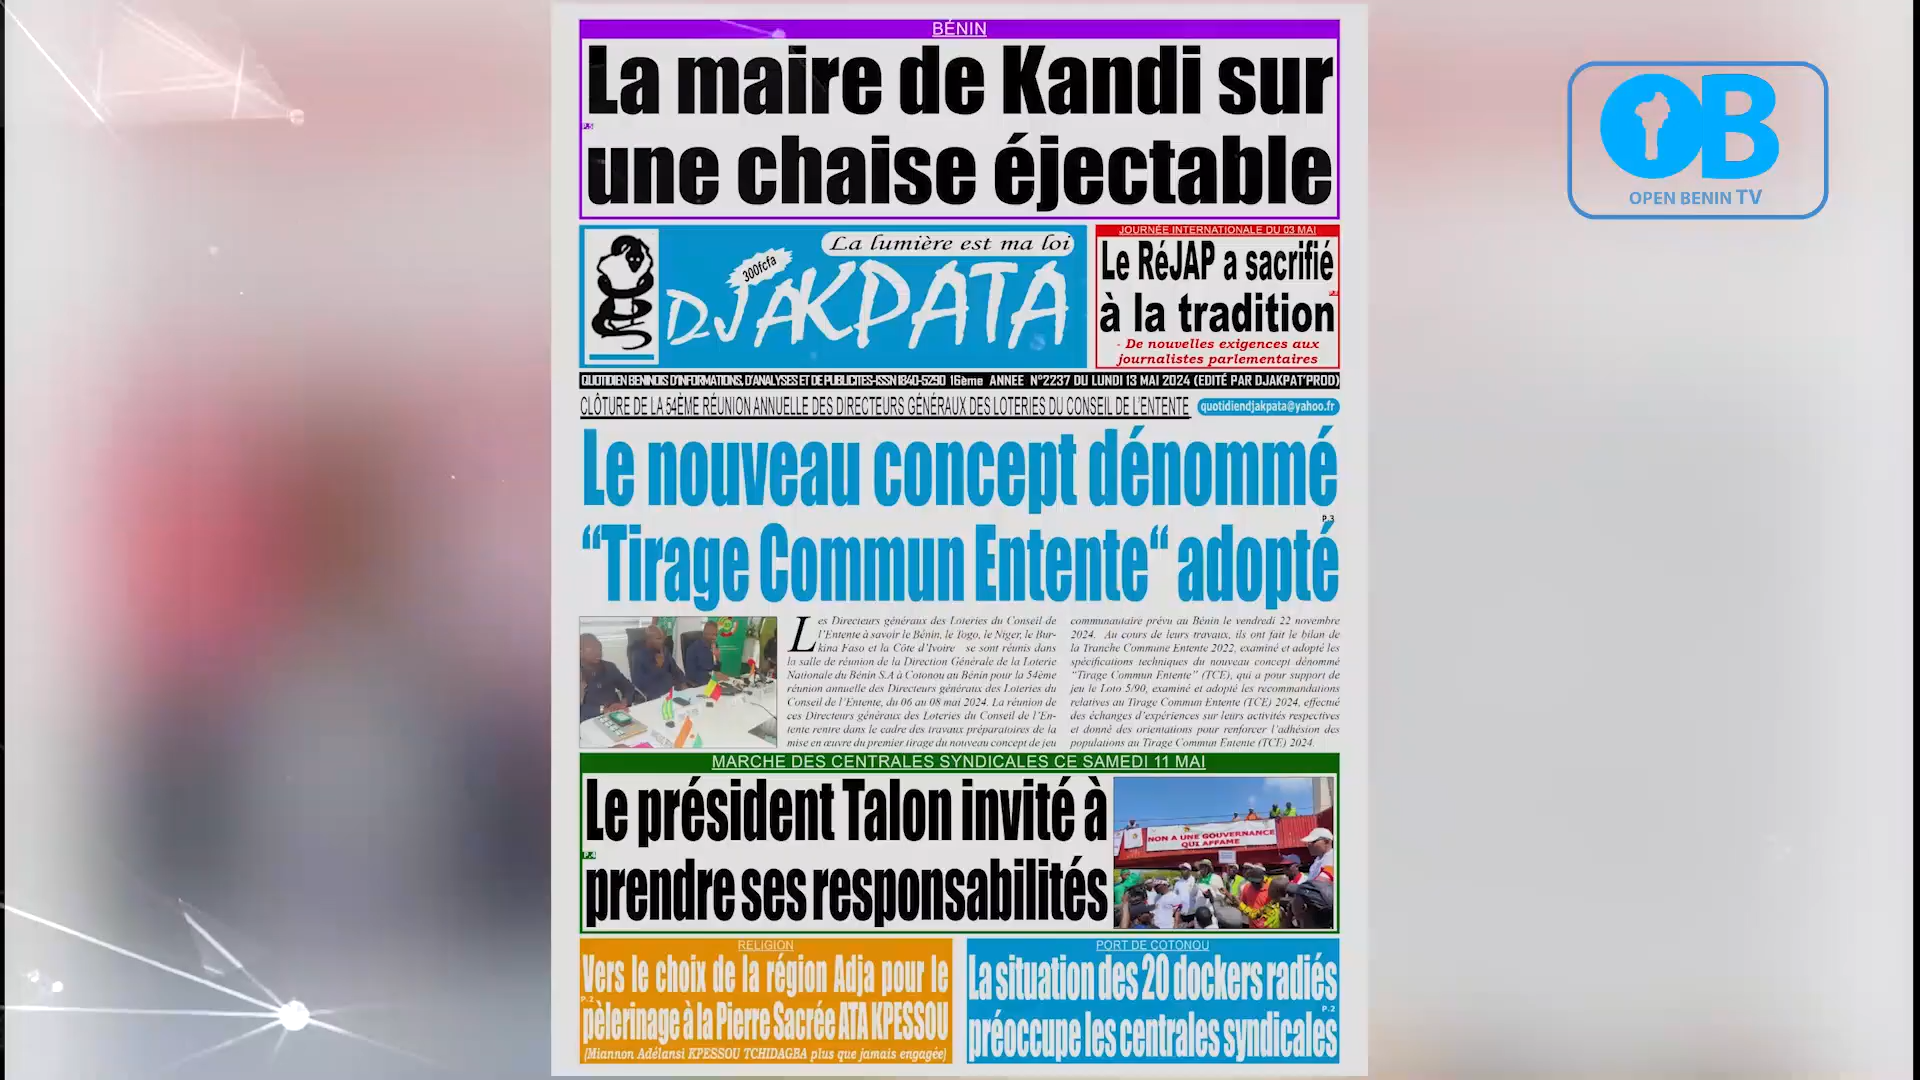 BÉNIN
La maire de Kandi sur
P.5
une chaise éjectable
OB
OPEN BENIN TV
La lumière est ma loi
300fcfa
DJAKPATA
JOURNÉE INTERNATIONALE DU 03 MAI
Le RéJAP a sacrifié
à la tradition
- De nouvelles exigences aux
journalistes parlementaires
QUOTIDIEN BENINOIS D'INFORMATIONS, D'ANALYSES ET DE PUBLICITES-ISSN 1840-5290 16ème ANNEE N°2237 DU LUNDI 13 MAI 2024 (EDITÉ PAR DJAKPAT'PROD)
CLÔTURE DE LA 54ÈME RÉUNION ANNUELLE DES DIRECTEURS GÉNÉRAUX DES LOTERIES DU CONSEIL DE L'ENTENTE
quotidiendjakpata@yahoo.fr
Le nouveau concept dénommé
P.3
“Tirage Commun Entente“ adopté
Les Directeurs généraux des Loteries du Conseil de
l'Entente à savoir le Bénin, le Togo, le Niger, le Bur-
kina Faso et la Côte d'Ivoire se sont réunis dans
la salle de réunion de la Direction Générale de la Loterie
Nationale du Bénin S.A à Cotonou au Bénin pour la 54ème
réunion annuelle des Directeurs généraux des Loteries du
Conseil de l'Entente, du 06 au 08 mai 2024. La réunion de
ces Directeurs généraux des Loteries du Conseil de l'En-
tente rentre dans le cadre des travaux préparatoires de la
mise en œuvre du premier tirage du nouveau concept de jeu
communautaire prévu au Bénin le vendredi 22 novembre
2024. Au cours de leurs travaux, ils ont fait le bilan de
la Tranche Commune Entente 2022, examiné et adopté les
spécifications techniques du nouveau concept dénommé
“Tirage Commun Entente” (TCE), qui a pour support de
jeu le Loto 5/90, examiné et adopté les recommandations
relatives au Tirage Commun Entente (TCE) 2024, effectué
des échanges d'expériences sur leurs activités respectives
et donné des orientations pour renforcer l'adhésion des
populations au Tirage Commun Entente (TCE) 2024.
MARCHE DES CENTRALES SYNDICALES CE SAMEDI 11 MAI
Le président Talon invité à
P.4
prendre ses responsabilités
NON A UNE GOUVERNANCE
QUI AFFAME
RELIGION
Vers le choix de la région Adja pour le
P.2
pèlerinage à la Pierre Sacrée ATA KPESSOU
(Miannon Adélansi KPESSOU TCHIDAGBA plus que jamais engagée)
PORT DE COTONOU
La situation des 20 dockers radiés
P.2
préoccupe les centrales syndicales